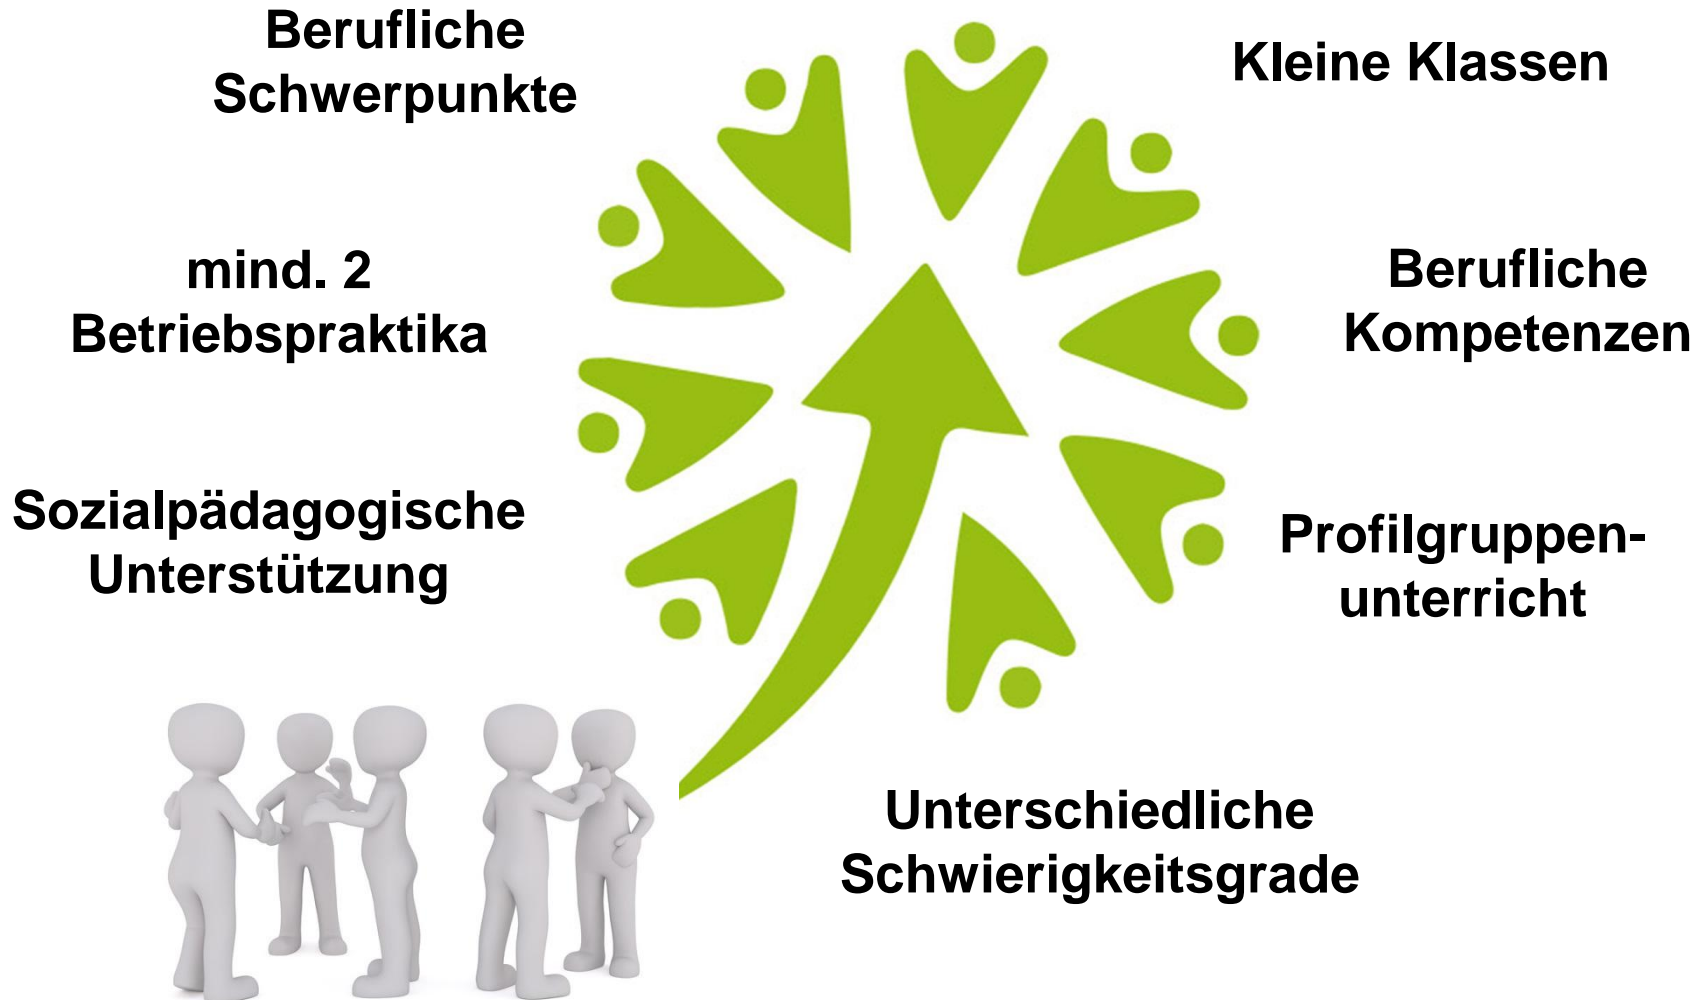 Berufliche
Schwerpunkte
Kleine Klassen
mind. 2
Betriebspraktika
Berufliche
Kompetenzen
Sozialpädagogische
Unterstützung
Profilgruppen-
unterricht
Unterschiedliche
Schwierigkeitsgrade